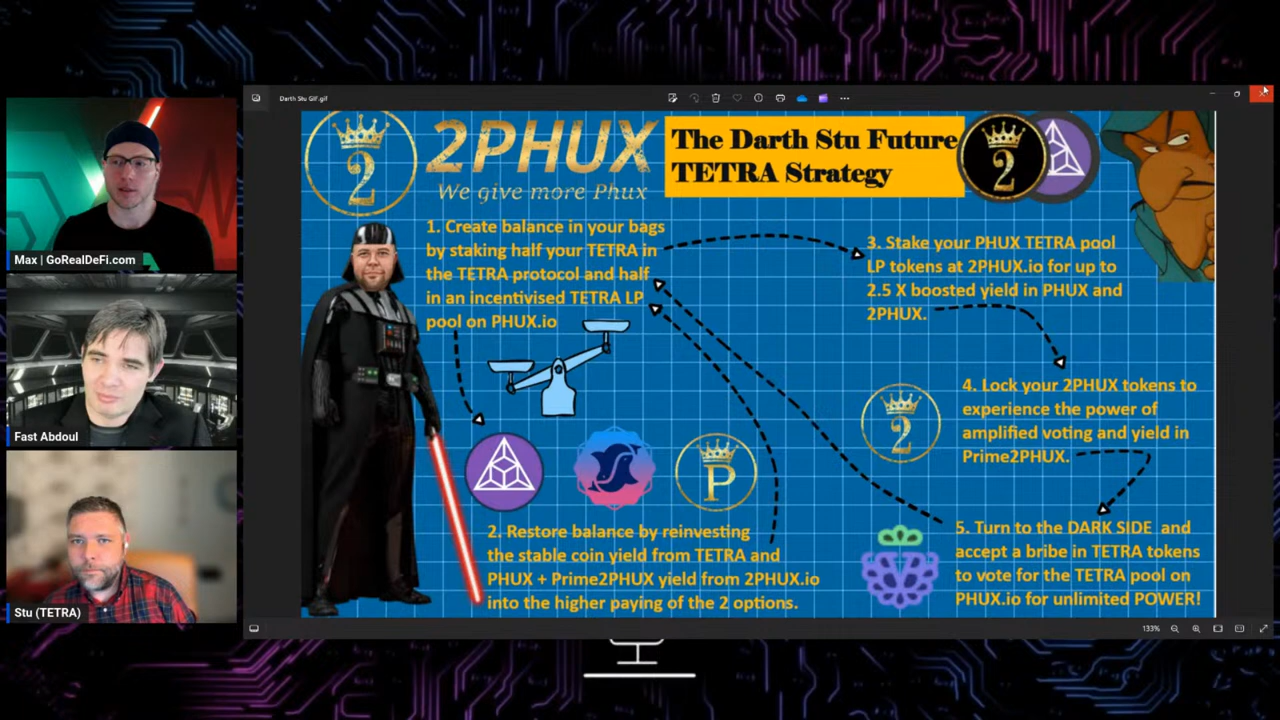 Darth Stu Gif.gif
2
2PHUX
We give more Phux
The Darth Stu Future
TETRA Strategy
2
1. Create balance in your bags
by staking half your TETRA in
the TETRA protocol and half
in an incentivised TETRA LP
pool on PHUX.io
P
2. Restore balance by reinvesting
the stable coin yield from TETRA and
PHUX + Prime2PHUX yield from 2PHUX.io
into the higher paying of the 2 options.
3. Stake your PHUX TETRA pool
LP tokens at 2PHUX.io for up to
2.5 X boosted yield in PHUX and
2PHUX.
2
4. Lock your 2PHUX tokens to
experience the power of
amplified voting and yield in
Prime2PHUX.
5. Turn to the DARK SIDE and
accept a bribe in TETRA tokens
to vote for the TETRA pool on
PHUX.io for unlimited POWER!
Max | GoRealDeFi.com
Fast Abdoul
Stu (TETRA)
133%